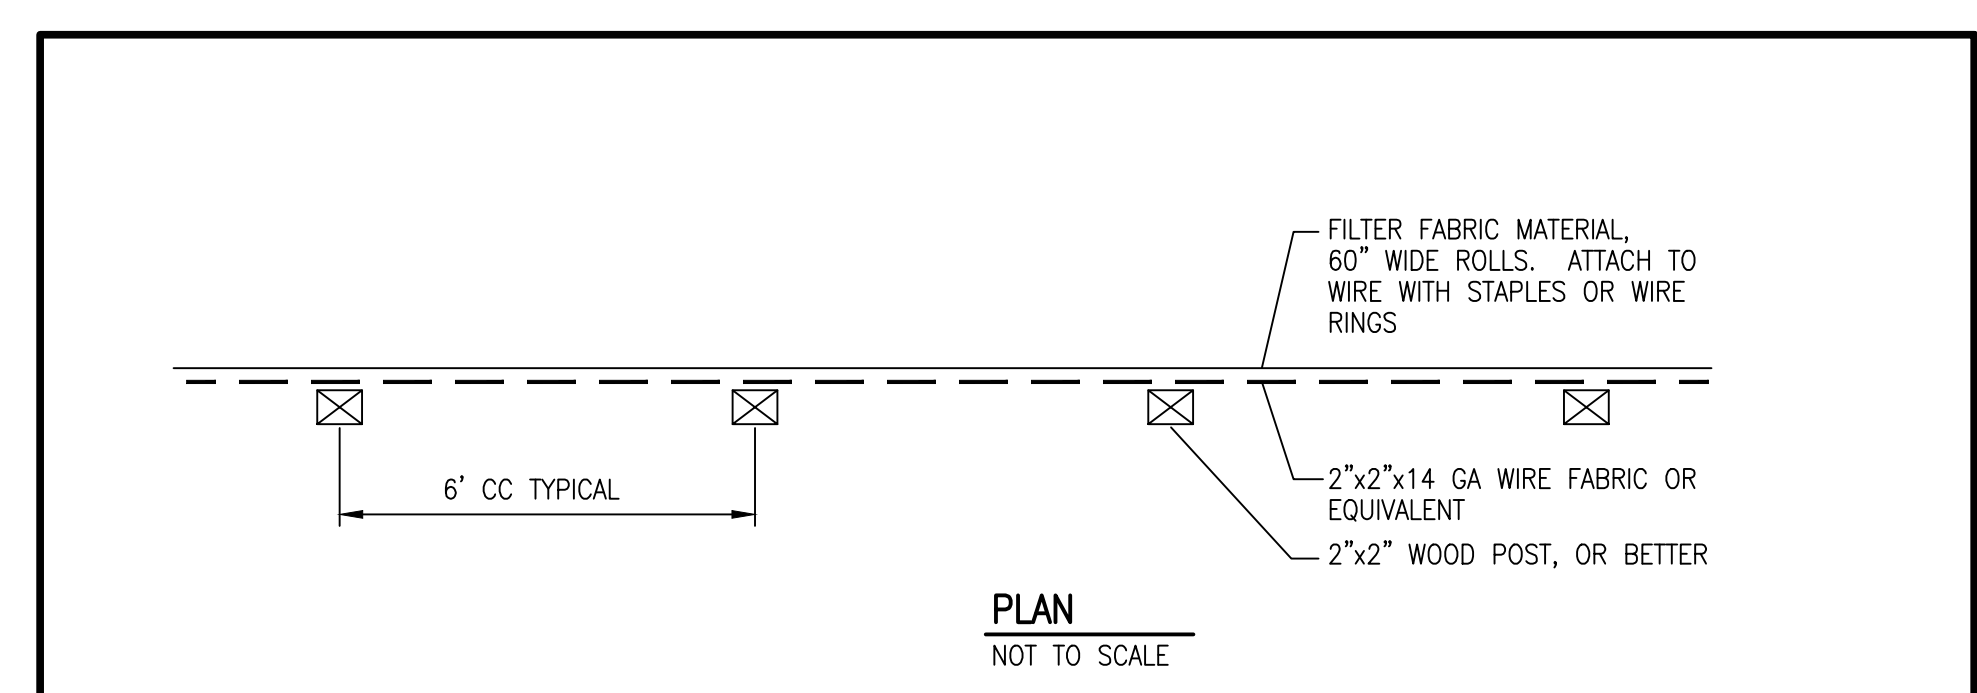 FILTER FABRIC MATERIAL,
60" WIDE ROLLS. ATTACH TO
WIRE WITH STAPLES OR WIRE
RINGS
6' CC TYPICAL
2"x2"x14 GA WIRE FABRIC OR
EQUIVALENT
2"x2" WOOD POST, OR BETTER
PLAN
NOT TO SCALE